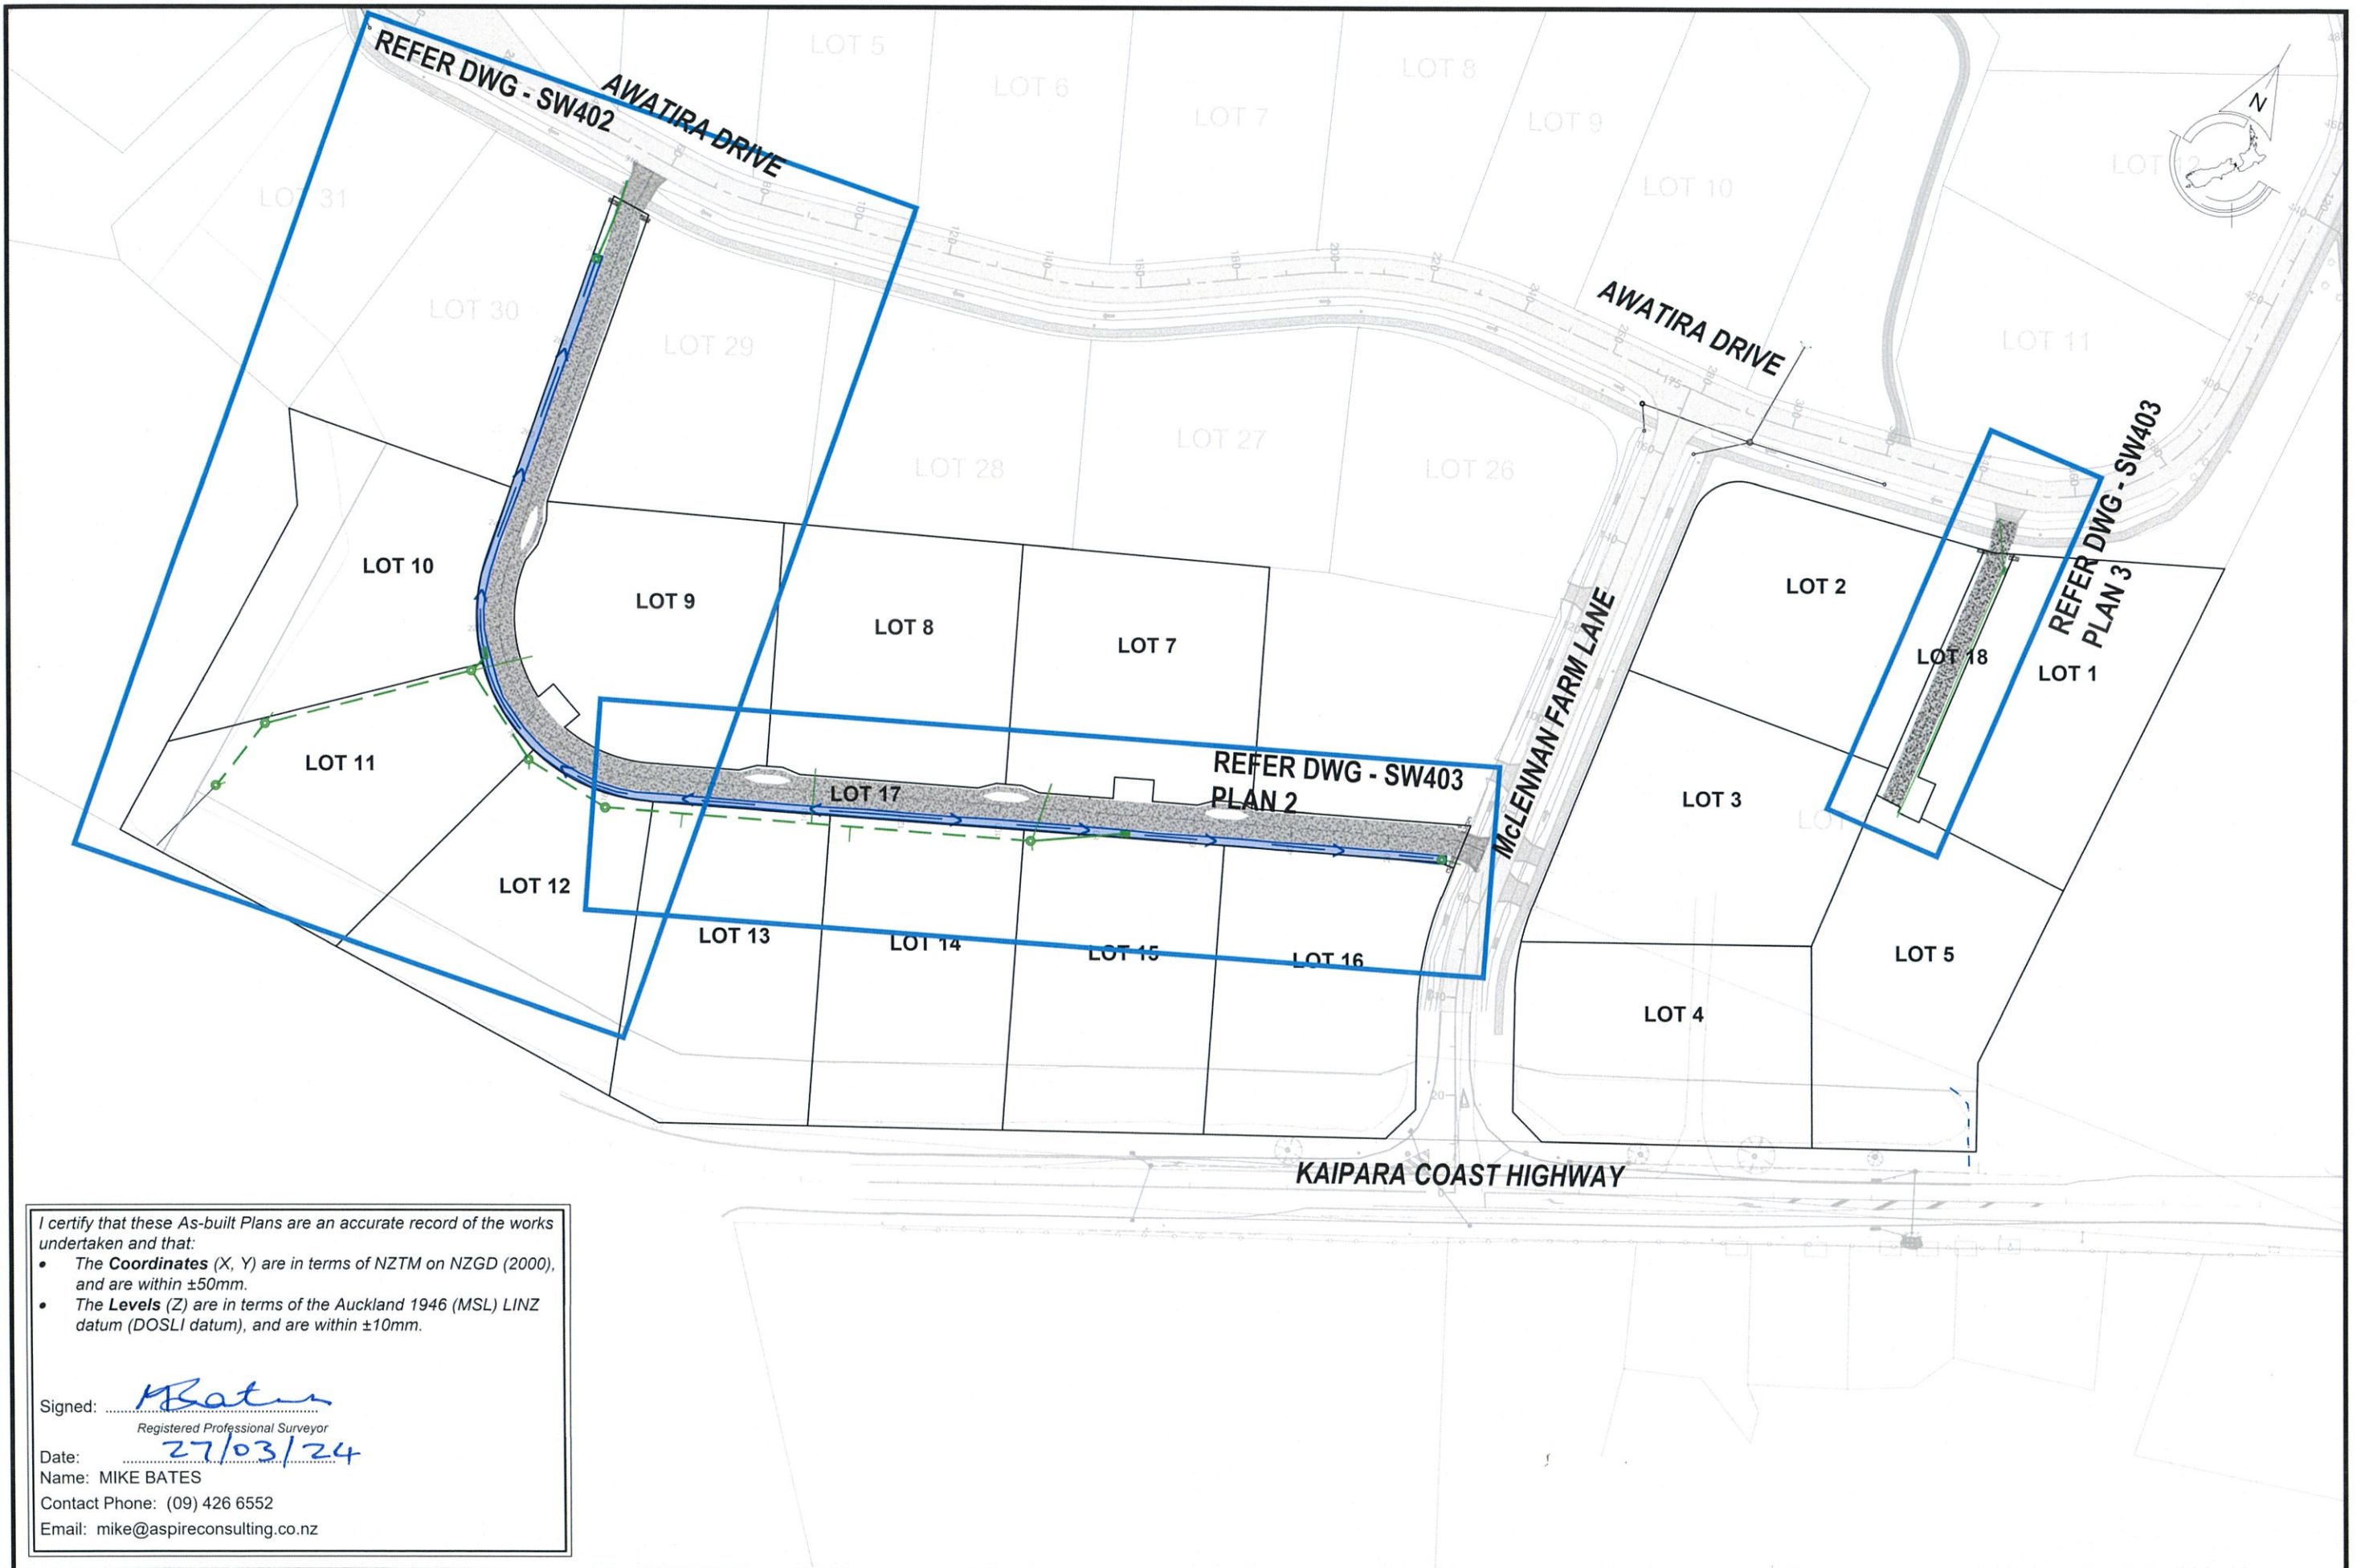 REFER DWG - SW402
AWATIRA DRIVE
LOT 5
LOT 6
LOT 7
LOT 8
LOT 9
LOT 10
LOT 12
N
LOT 31
LOT 30
LOT 29
LOT 28
LOT 27
LOT 26
AWATIRA DRIVE
LOT 11
REFER DWG - SW403
PLAN 3
LOT 10
LOT 9
LOT 8
LOT 7
McLENNAN FARM LANE
LOT 2
LOT 18
LOT 1
LOT 11
LOT 17
REFER DWG - SW403
PLAN 2
LOT 3
LOT 12
LOT 13
LOT 14
LOT 15
LOT 16
LOT 5
LOT 4
KAIPARA COAST HIGHWAY
I certify that these As-built Plans are an accurate record of the works
undertaken and that:
• The Coordinates (X, Y) are in terms of NZTM on NZGD (2000),
and are within ±50mm.
• The Levels (Z) are in terms of the Auckland 1946 (MSL) LINZ
datum (DOSLI datum), and are within ±10mm.
Signed: MBates
Registered Professional Surveyor
Date: 27/03/24
Name: MIKE BATES
Contact Phone: (09) 426 6552
Email: mike@aspireconsulting.co.nz